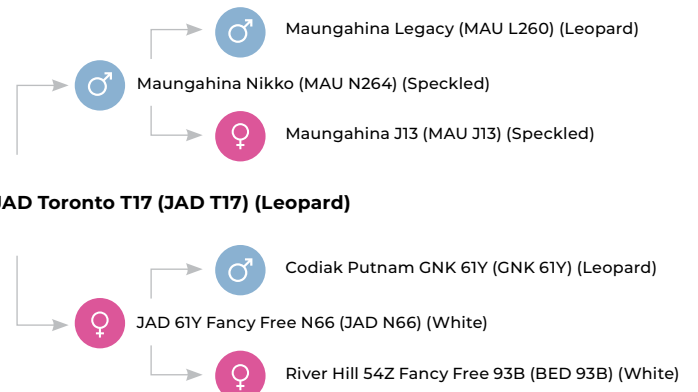 Maungahina Legacy (MAU L260) (Leopard)
Maungahina Nikko (MAU N264) (Speckled)
Maungahina J13 (MAU J13) (Speckled)
JAD Toronto T17 (JAD T17) (Leopard)
Codiak Putnam GNK 61Y (GNK 61Y) (Leopard)
JAD 61Y Fancy Free N66 (JAD N66) (White)
River Hill 54Z Fancy Free 93B (BED 93B) (White)